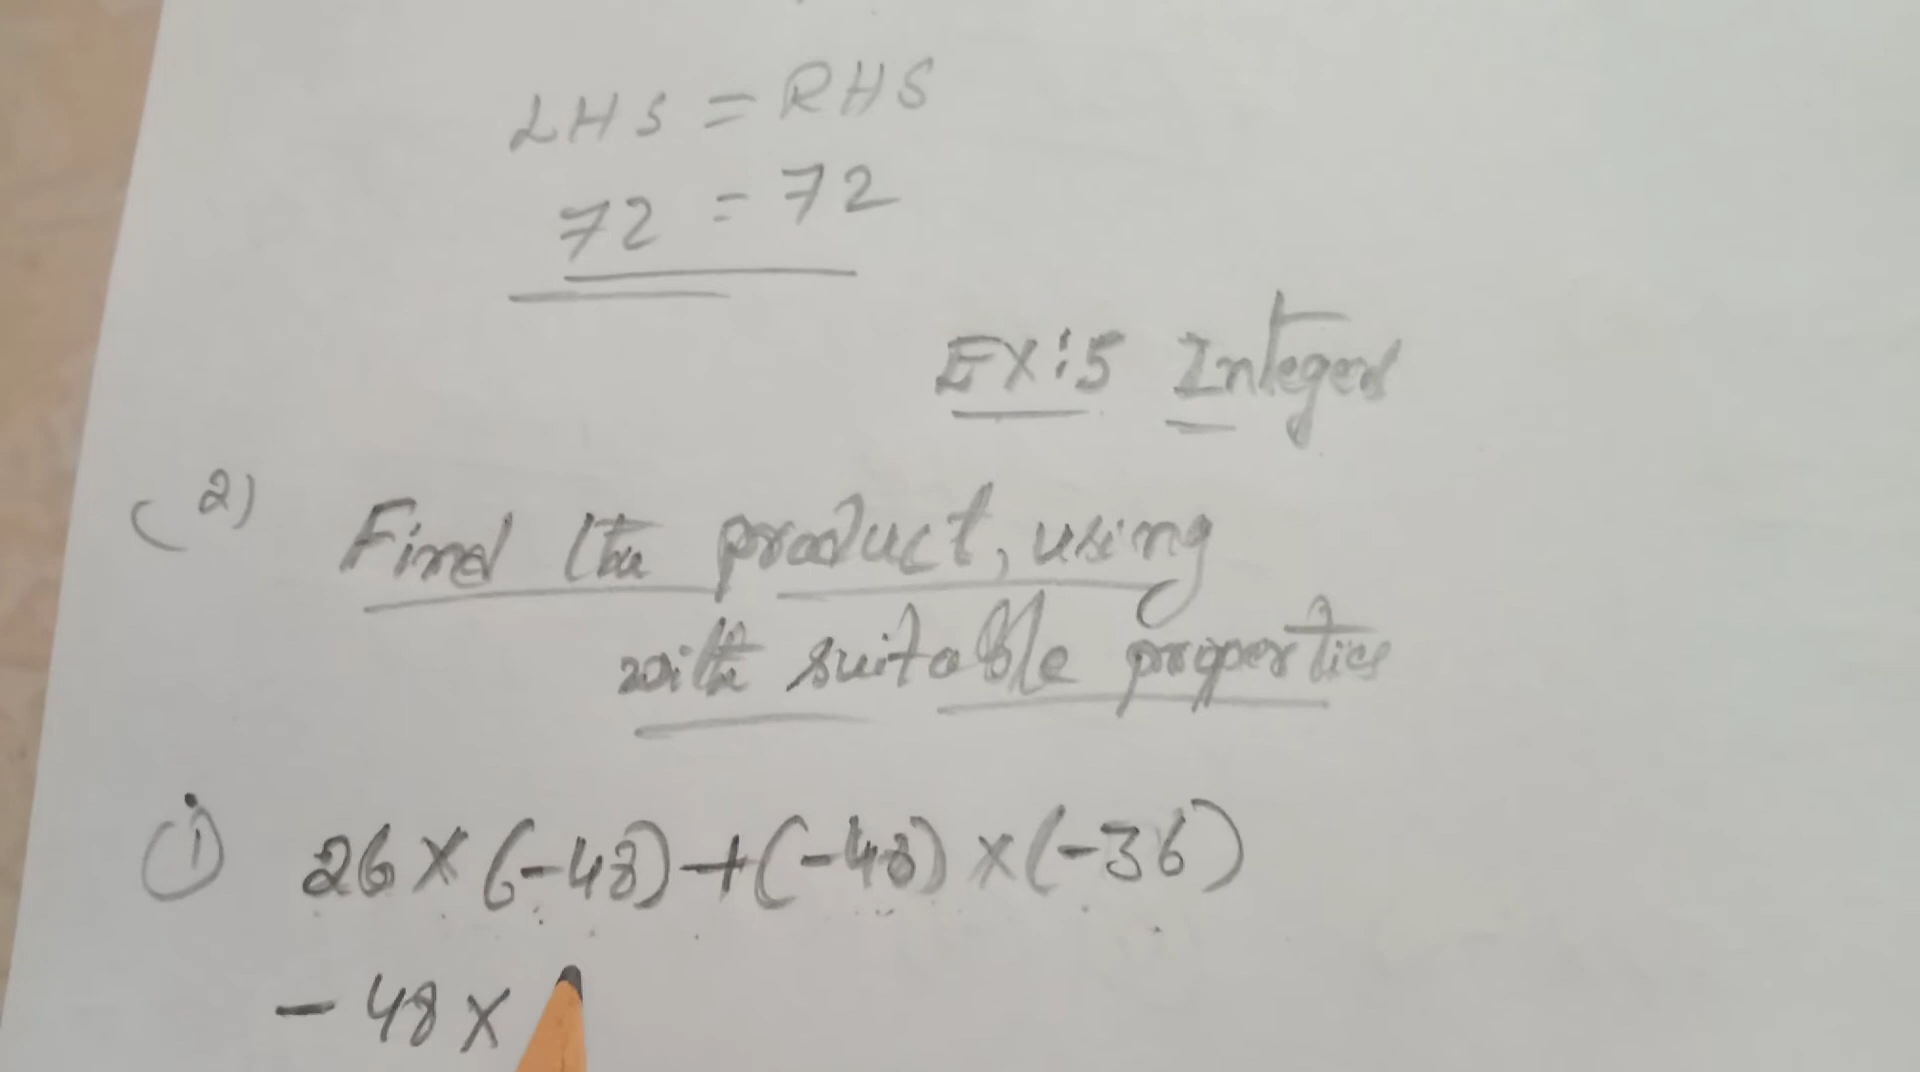 LHS = RHS
72 = 72
EX:5 Integers
(2) Find the product, using
with suitable properties
(i) 26 × (-48) + (-48) × (-36)
- 48 ×